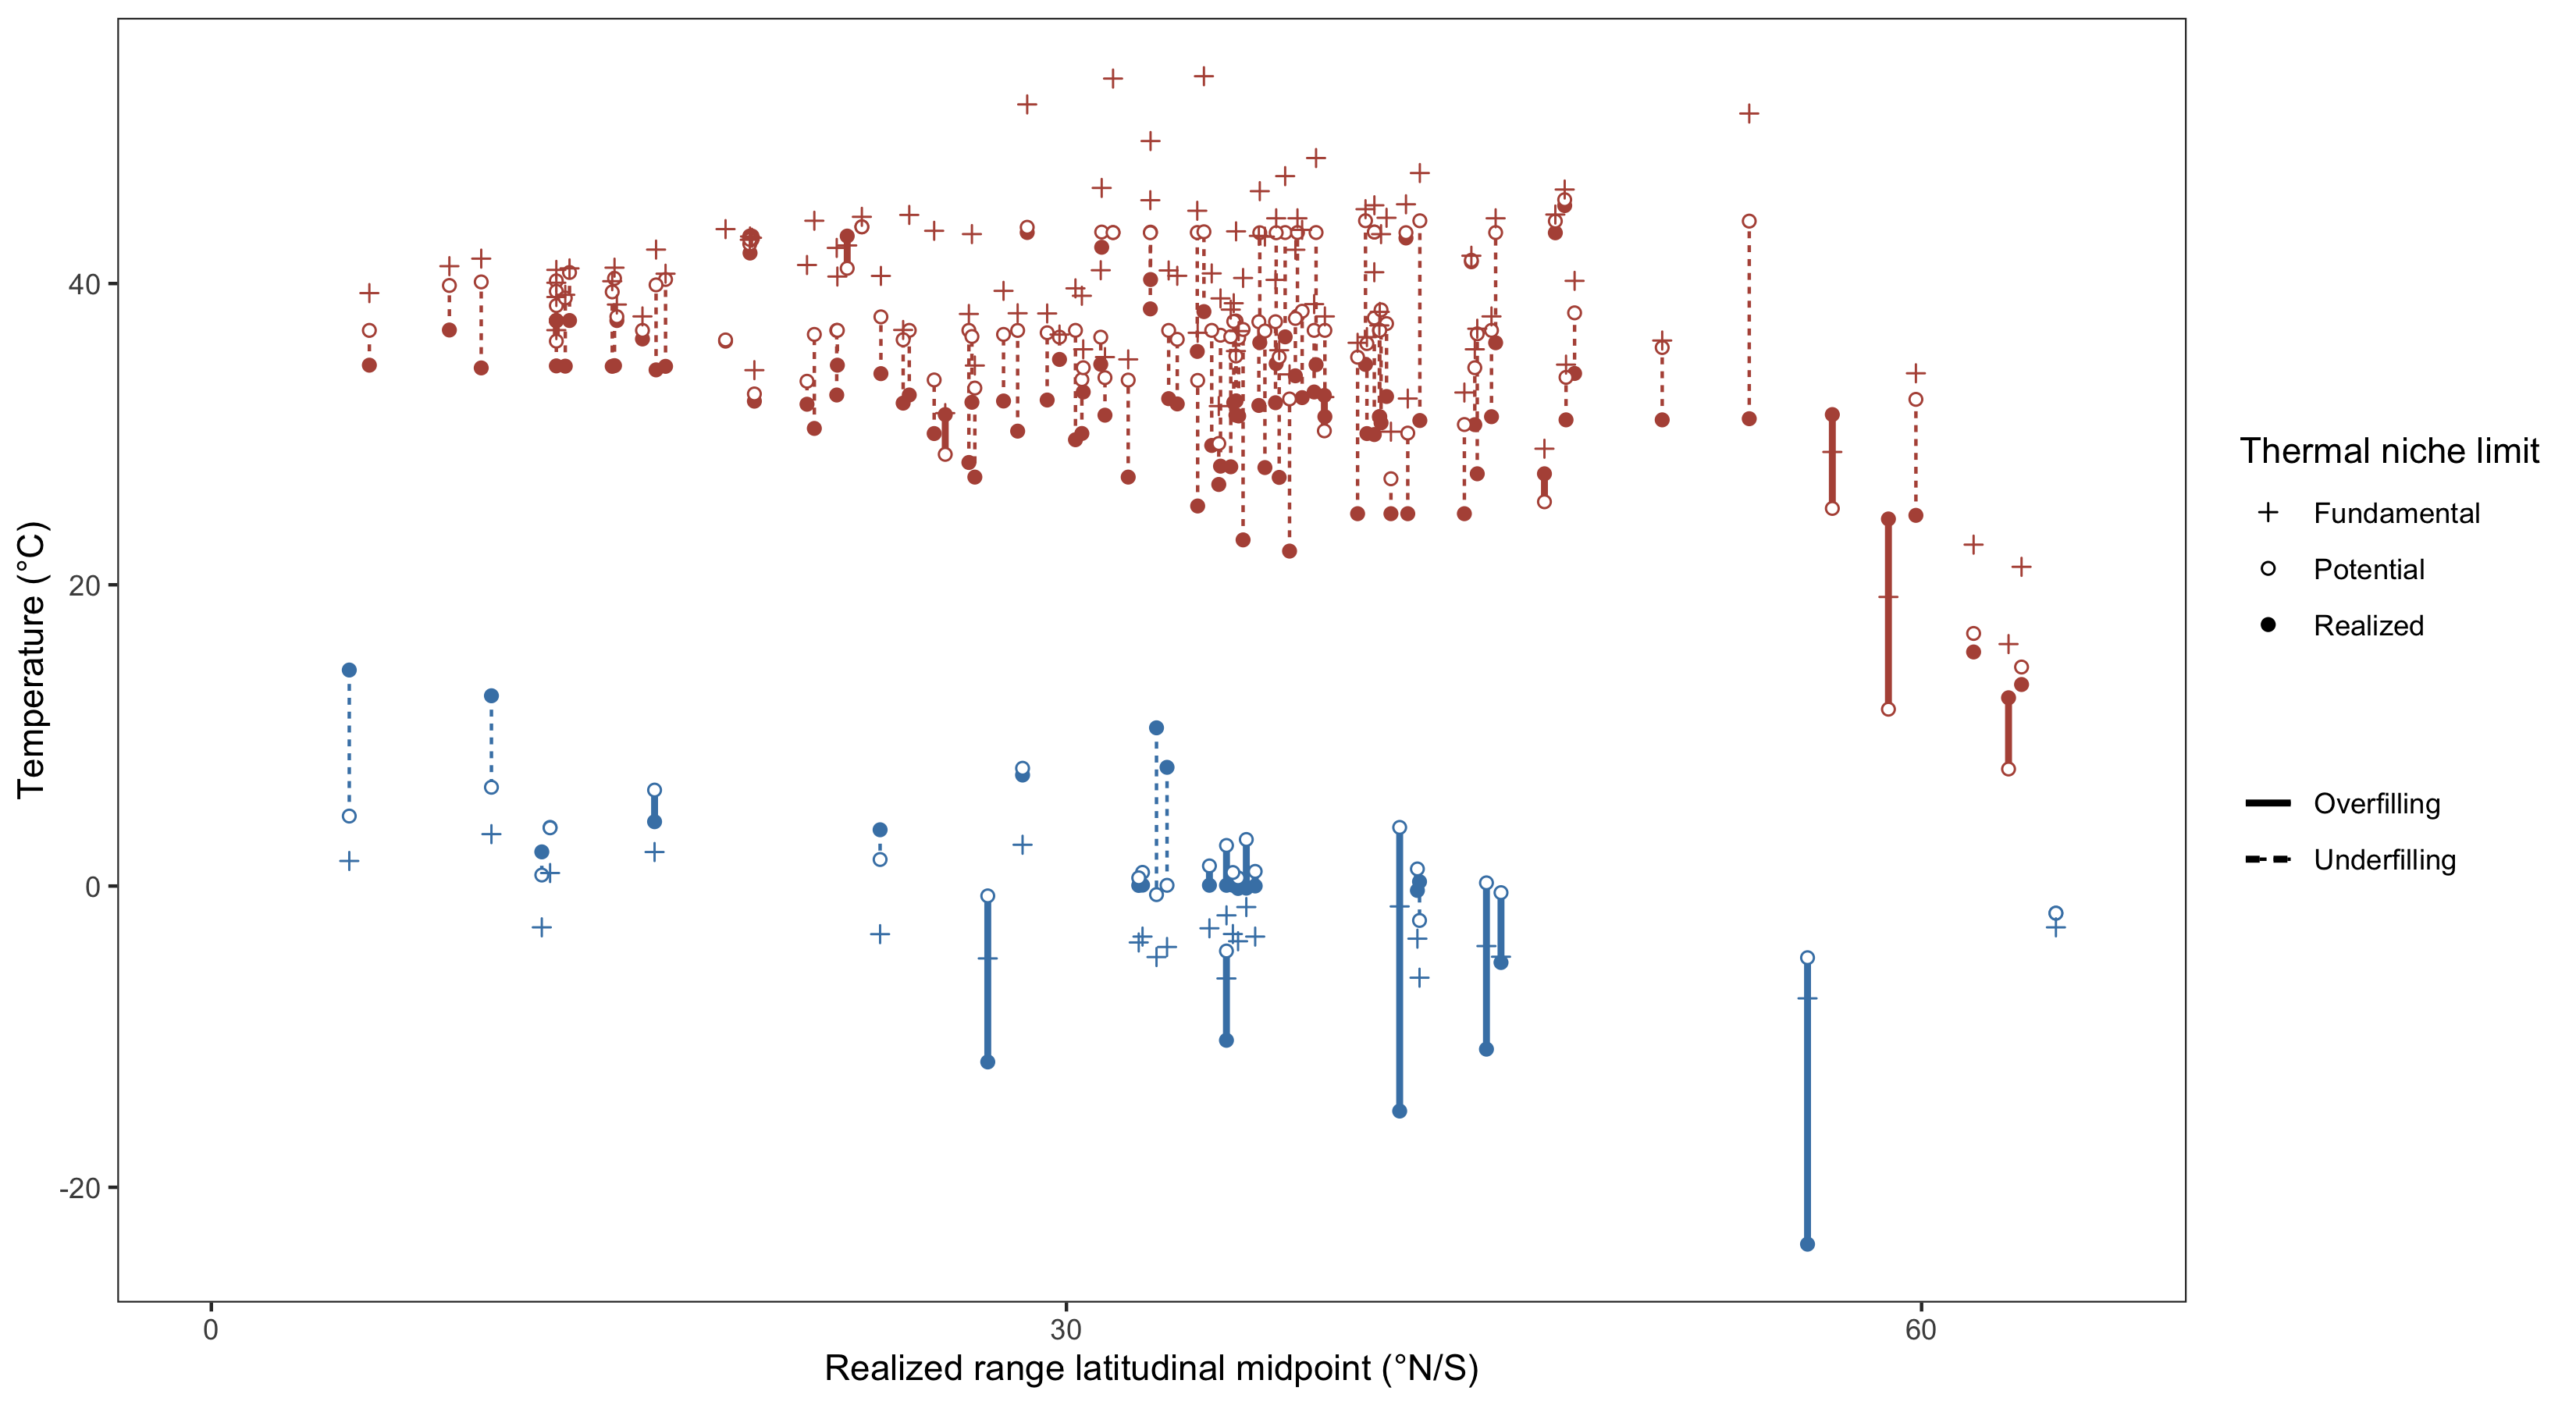 Temperature (°C)
40
20
0
-20
0
30
60
Realized range latitudinal midpoint (°N/S)
Thermal niche limit
Fundamental
Potential
Realized
Overfilling
Underfilling